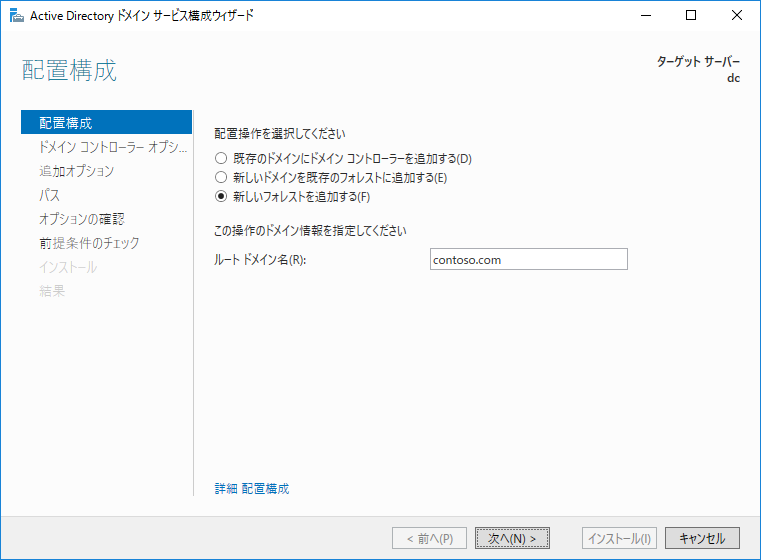 Active Directory ドメイン サービス構成ウィザード
配置構成
ターゲット サーバー
dc
配置構成
ドメイン コントローラー オプシ...
追加オプション
パス
オプションの確認
前提条件のチェック
インストール
結果
配置操作を選択してください
既存のドメインにドメイン コントローラーを追加する(D)
新しいドメインを既存のフォレストに追加する(E)
新しいフォレストを追加する(F)
この操作のドメイン情報を指定してください
ルート ドメイン名(R): contoso.com
詳細 配置構成
< 前へ(P) 次へ(N) > インストール(I) キャンセル